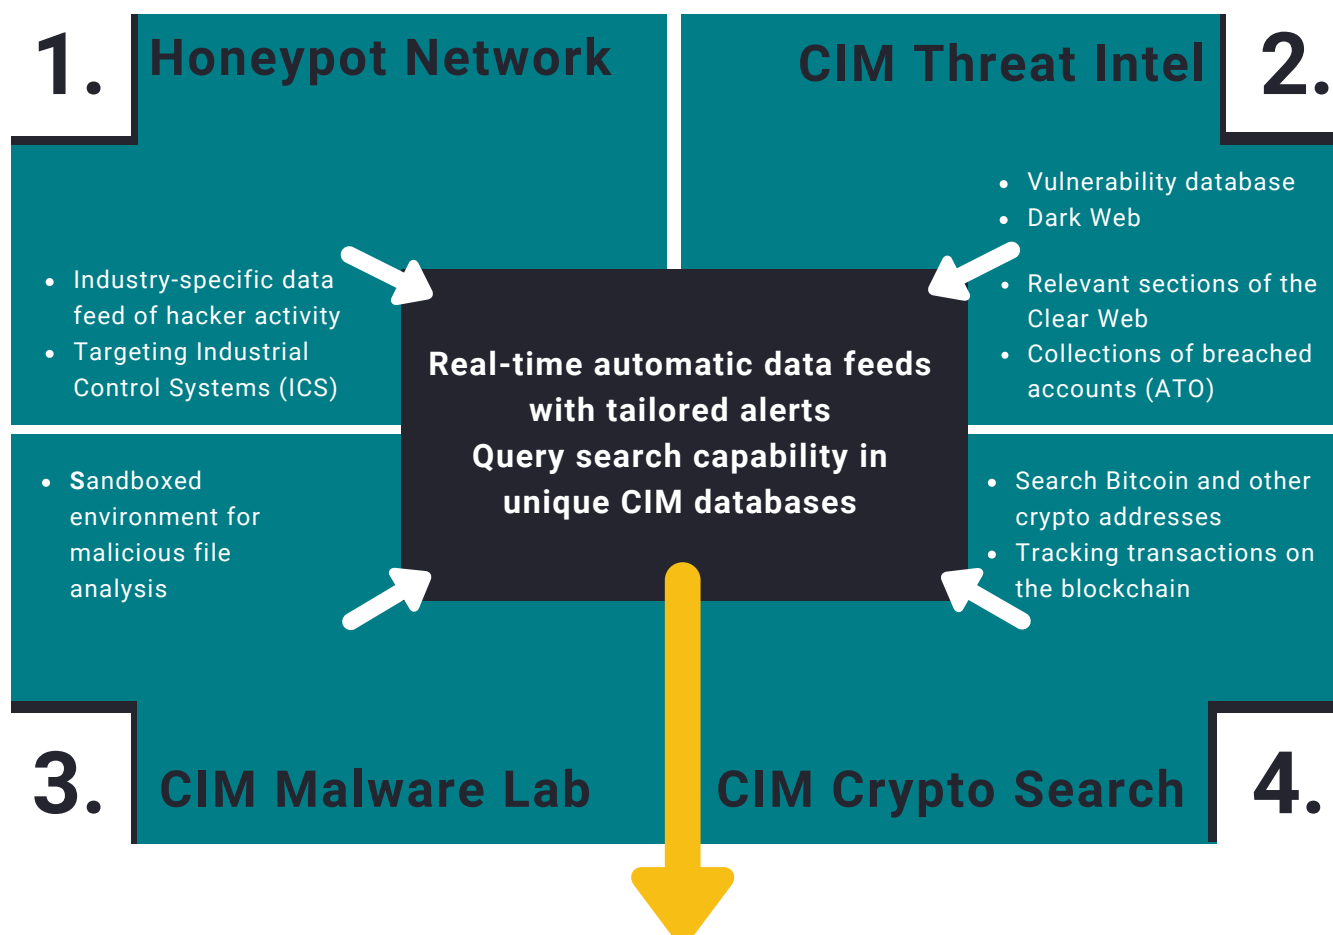 1.
Honeypot Network
CIM Threat Intel
2.
• Vulnerability database
• Dark Web
• Relevant sections of the
Clear Web
• Collections of breached
accounts (ATO)
• Industry-specific data
feed of hacker activity
• Targeting Industrial
Control Systems (ICS)
Real-time automatic data feeds
with tailored alerts
Query search capability in
unique CIM databases
• Sandboxed
environment for
malicious file
analysis
• Search Bitcoin and other
crypto addresses
• Tracking transactions on
the blockchain
3.
CIM Malware Lab
CIM Crypto Search
4.